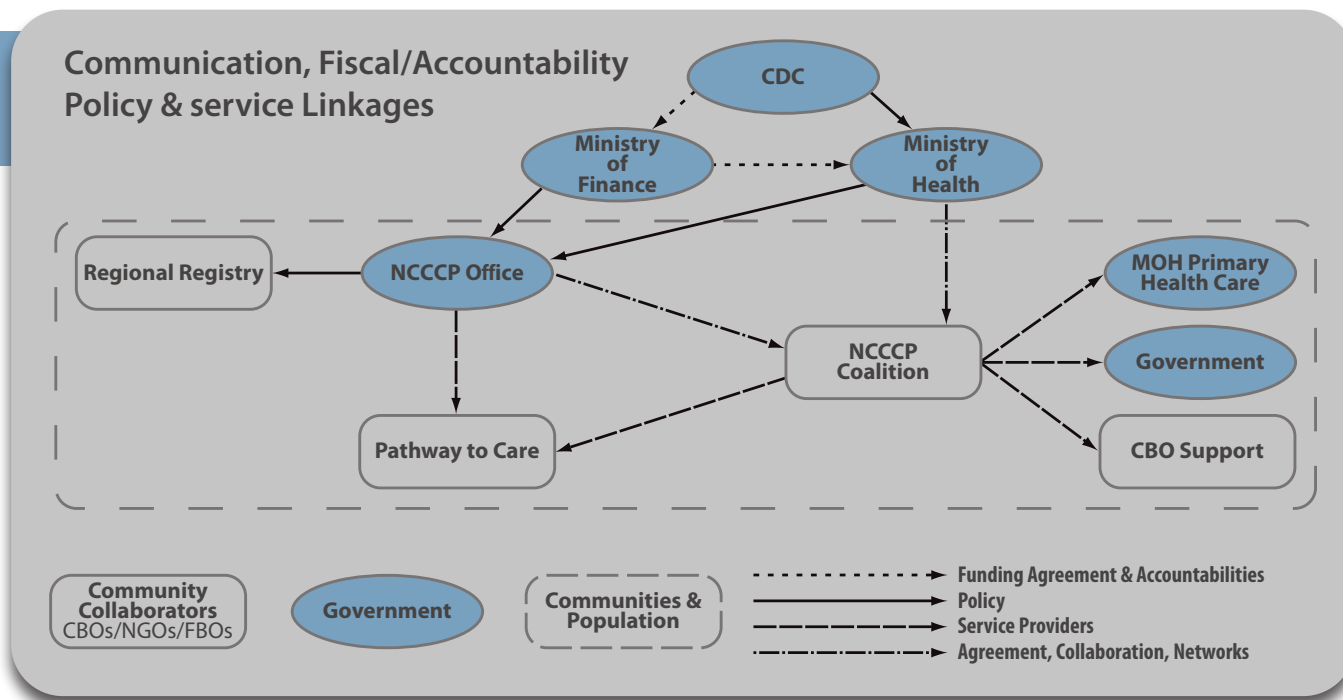 Communication, Fiscal/Accountability
Policy & service Linkages
CDC
Ministry
of
Finance
Ministry
of
Health
Regional Registry
NCCCP Office
MOH Primary
Health Care
NCCCP
Coalition
Government
Pathway to Care
CBO Support
Community
Collaborators
CBOs/NGOs/FBOs
Government
Communities &
Population
Funding Agreement & Accountabilities
Policy
Service Providers
Agreement, Collaboration, Networks